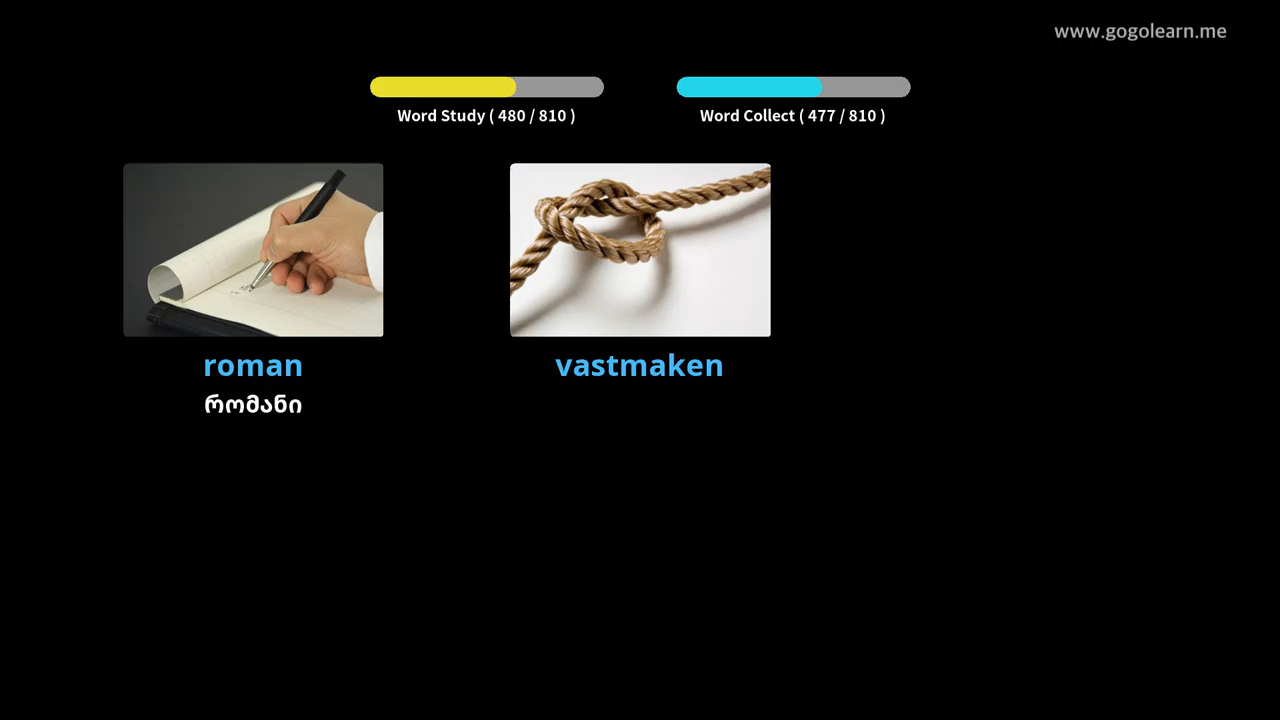 www.gogolearn.me
Word Study ( 480 / 810 )
Word Collect ( 477 / 810 )
roman
რომანი
vastmaken